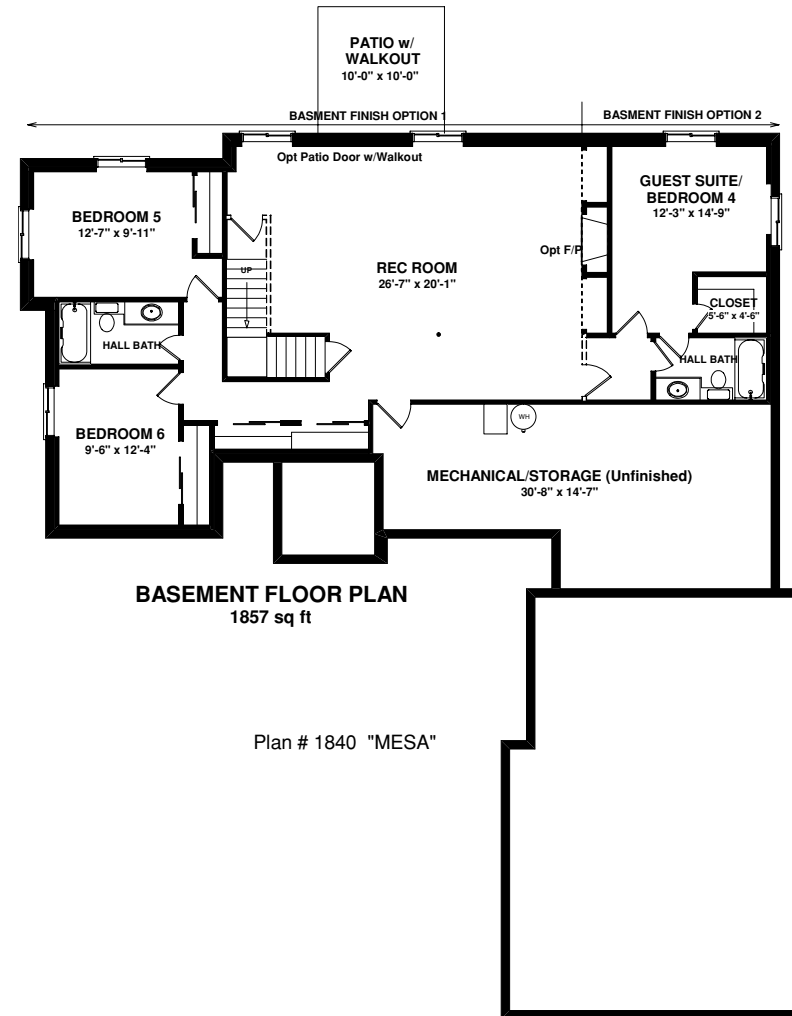 PATIO w/
WALKOUT
10'-0" x 10'-0"
BASMENT FINISH OPTION 1
BASMENT FINISH OPTION 2
Opt Patio Door w/Walkout
GUEST SUITE/
BEDROOM 4
12'-3" x 14'-9"
BEDROOM 5
12'-7" x 9'-11"
Opt F/P
UP
REC ROOM
26'-7" x 20'-1"
CLOSET
5'-6" x 4'-6"
HALL BATH
HALL BATH
BEDROOM 6
9'-6" x 12'-4"
WH
MECHANICAL/STORAGE (Unfinished)
30'-8" x 14'-7"
BASEMENT FLOOR PLAN
1857 sq ft
Plan # 1840 "MESA"